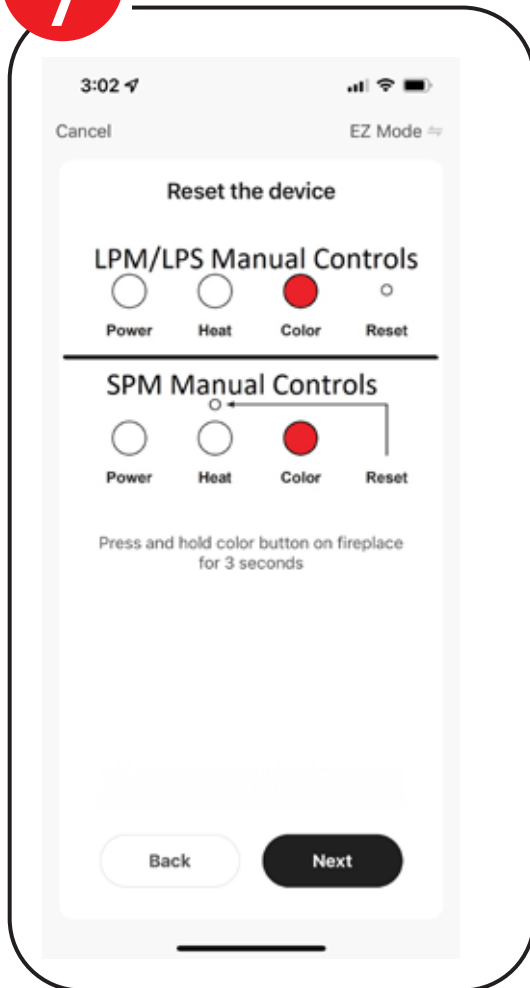 7
3:02
Cancel EZ Mode
Reset the device
LPM/LPS Manual Controls
Power Heat Color Reset
SPM Manual Controls
Power Heat Color Reset
Press and hold color button on fireplace
for 3 seconds
Back Next